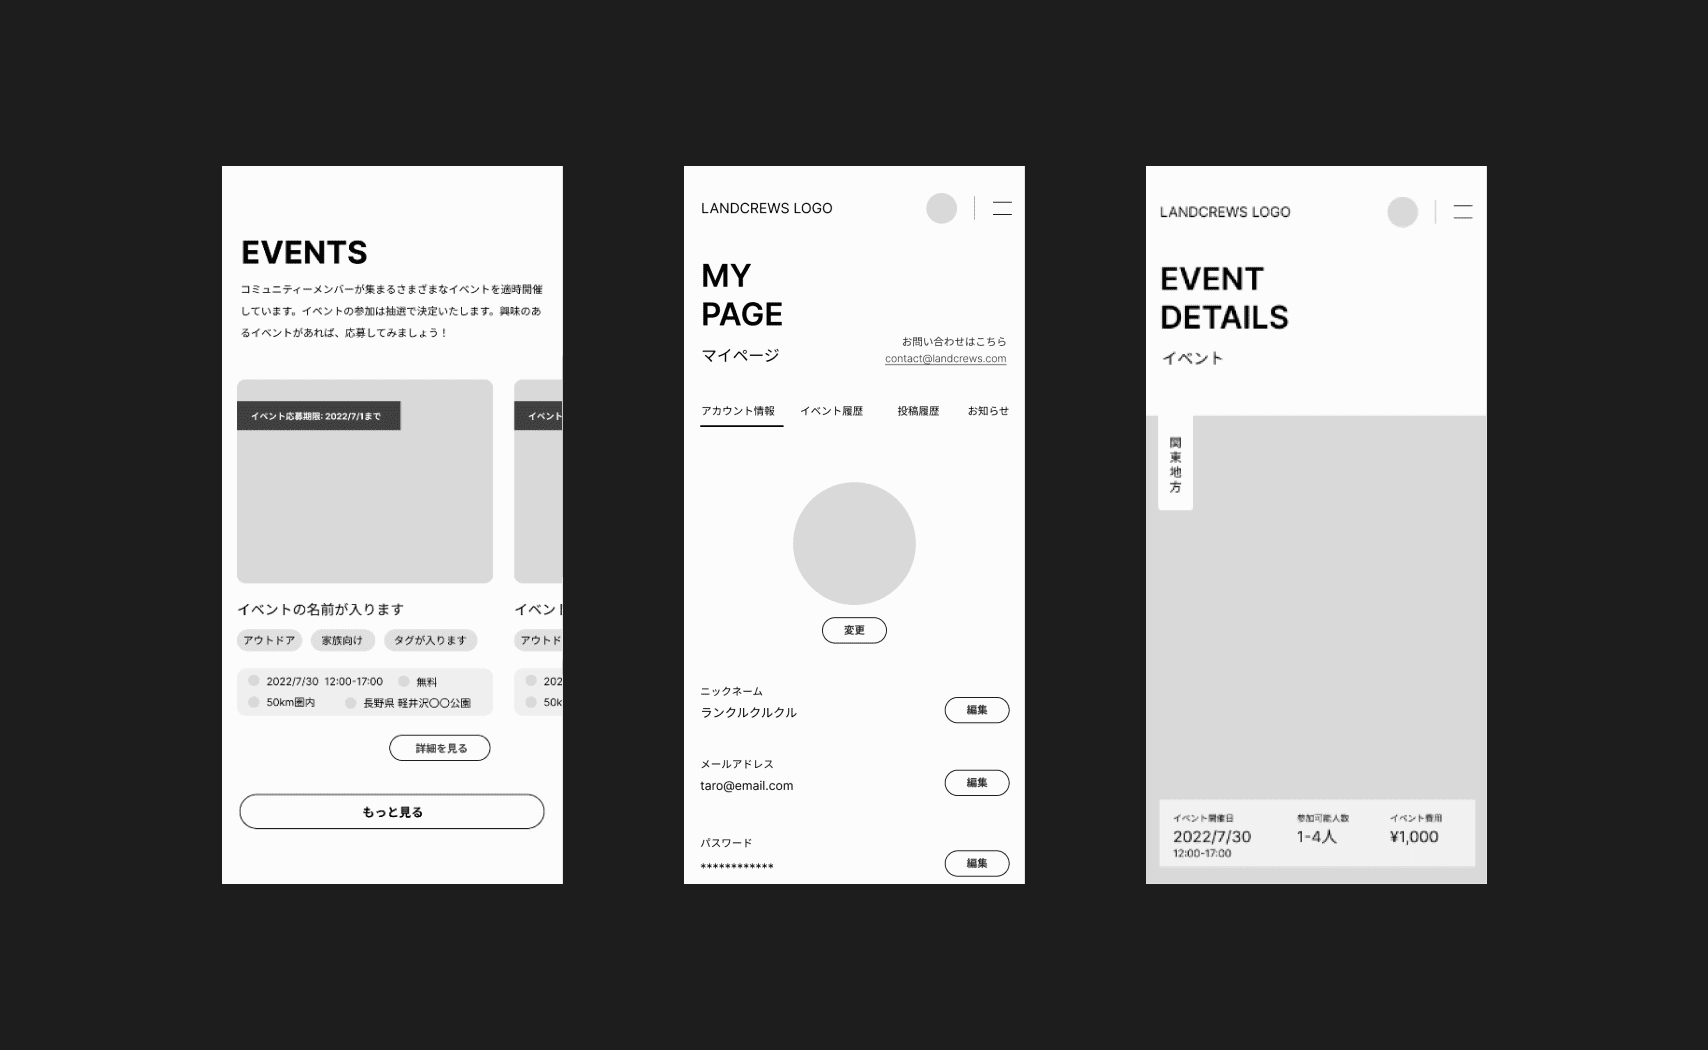 EVENTS
コミュニティーメンバーが集まるさまざまなイベントを適時開催
しています。イベントの参加は抽選で決定いたします。興味のあ
るイベントがあれば、応募してみましょう！
イベント応募期限: 2022/7/1まで
イベント
イベントの名前が入ります
イベント
アウトドア
家族向け
タグが入ります
アウトド
2022/7/30 12:00-17:00
無料
202
50km圏内
長野県 軽井沢〇〇公園
50k
詳細を見る
もっと見る
LANDCREWS LOGO
MY
PAGE
マイページ
お問い合わせはこちら
contact@landcrews.com
アカウント情報
イベント履歴
投稿履歴
お知らせ
変更
ニックネーム
ランクルクルクル
編集
メールアドレス
taro@email.com
編集
パスワード
************
編集
LANDCREWS LOGO
EVENT
DETAILS
イベント
関東地方
イベント開催日
2022/7/30
12:00-17:00
参加可能人数
1-4人
イベント費用
¥1,000